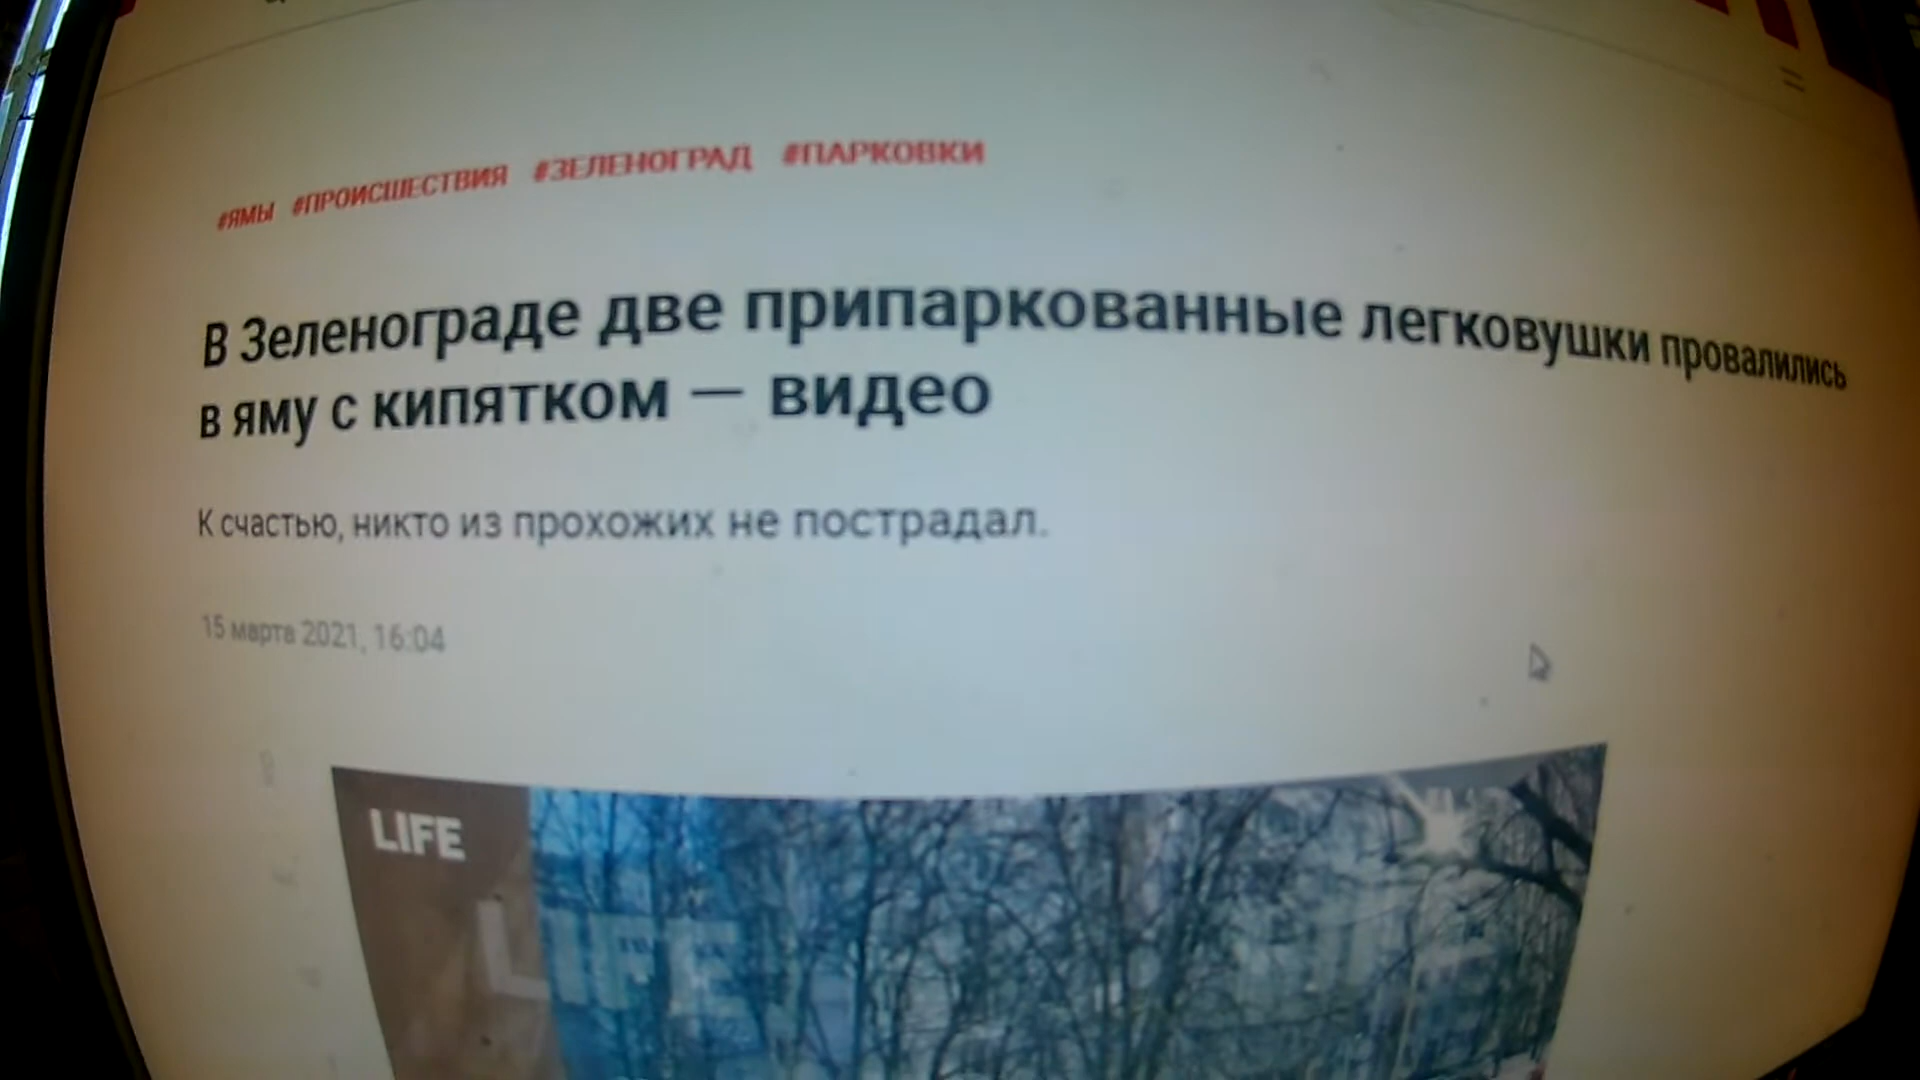 #ЯМЫ #ПРОИСШЕСТВИЯ #ЗЕЛЕНОГРАД #ПАРКОВКИ
В Зеленограде две припаркованные легковушки провалились
в яму с кипятком — видео
К счастью, никто из прохожих не пострадал.
15 марта 2021, 16:04
LIFE
LIFE